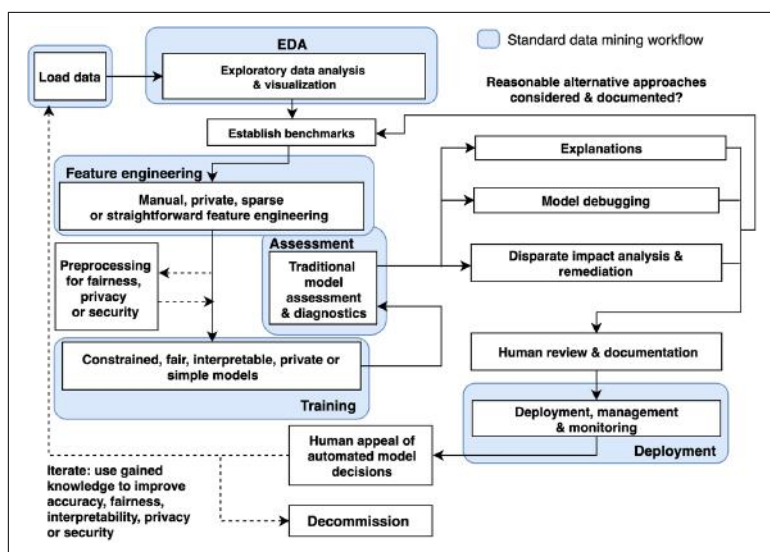 EDA
Standard data mining workflow
Load data
Exploratory data analysis
& visualization
Reasonable alternative approaches
considered & documented?
Establish benchmarks
Explanations
Feature engineering
Manual, private, sparse
or straightforward feature engineering
Model debugging
Assessment
Traditional
model
assessment
& diagnostics
Disparate impact analysis &
remediation
Preprocessing
for fairness,
privacy
or security
Constrained, fair, interpretable, private or
simple models
Training
Human review & documentation
Deployment, management
& monitoring
Deployment
Human appeal of
automated model
decisions
Iterate: use gained
knowledge to improve
accuracy, fairness,
interpretability, privacy
or security
Decommission